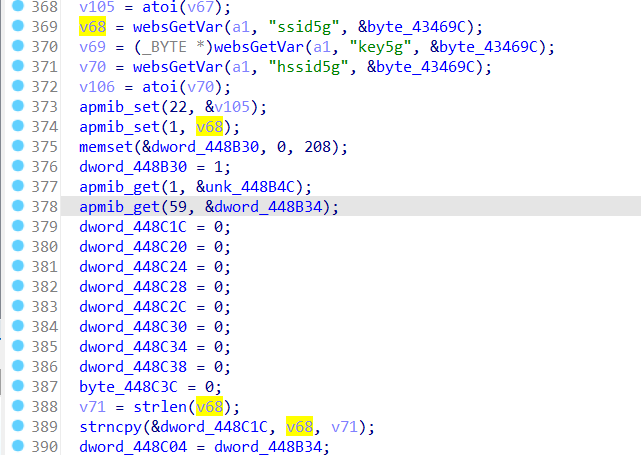 368 v105 = atoi(v67);
369 v68 = websGetVar(a1, "ssid5g", &byte_43469C);
370 v69 = (_BYTE *)websGetVar(a1, "key5g", &byte_43469C);
371 v70 = websGetVar(a1, "hssid5g", &byte_43469C);
372 v106 = atoi(v70);
373 apmib_set(22, &v105);
374 apmib_set(1, v68);
375 memset(&dword_448B30, 0, 208);
376 dword_448B30 = 1;
377 apmib_get(1, &unk_448B4C);
378 apmib_get(59, &dword_448B34);
379 dword_448C1C = 0;
380 dword_448C20 = 0;
381 dword_448C24 = 0;
382 dword_448C28 = 0;
383 dword_448C2C = 0;
384 dword_448C30 = 0;
385 dword_448C34 = 0;
386 dword_448C38 = 0;
387 byte_448C3C = 0;
388 v71 = strlen(v68);
389 strncpy(&dword_448C1C, v68, v71);
390 dword_448C04 = dword_448B34;